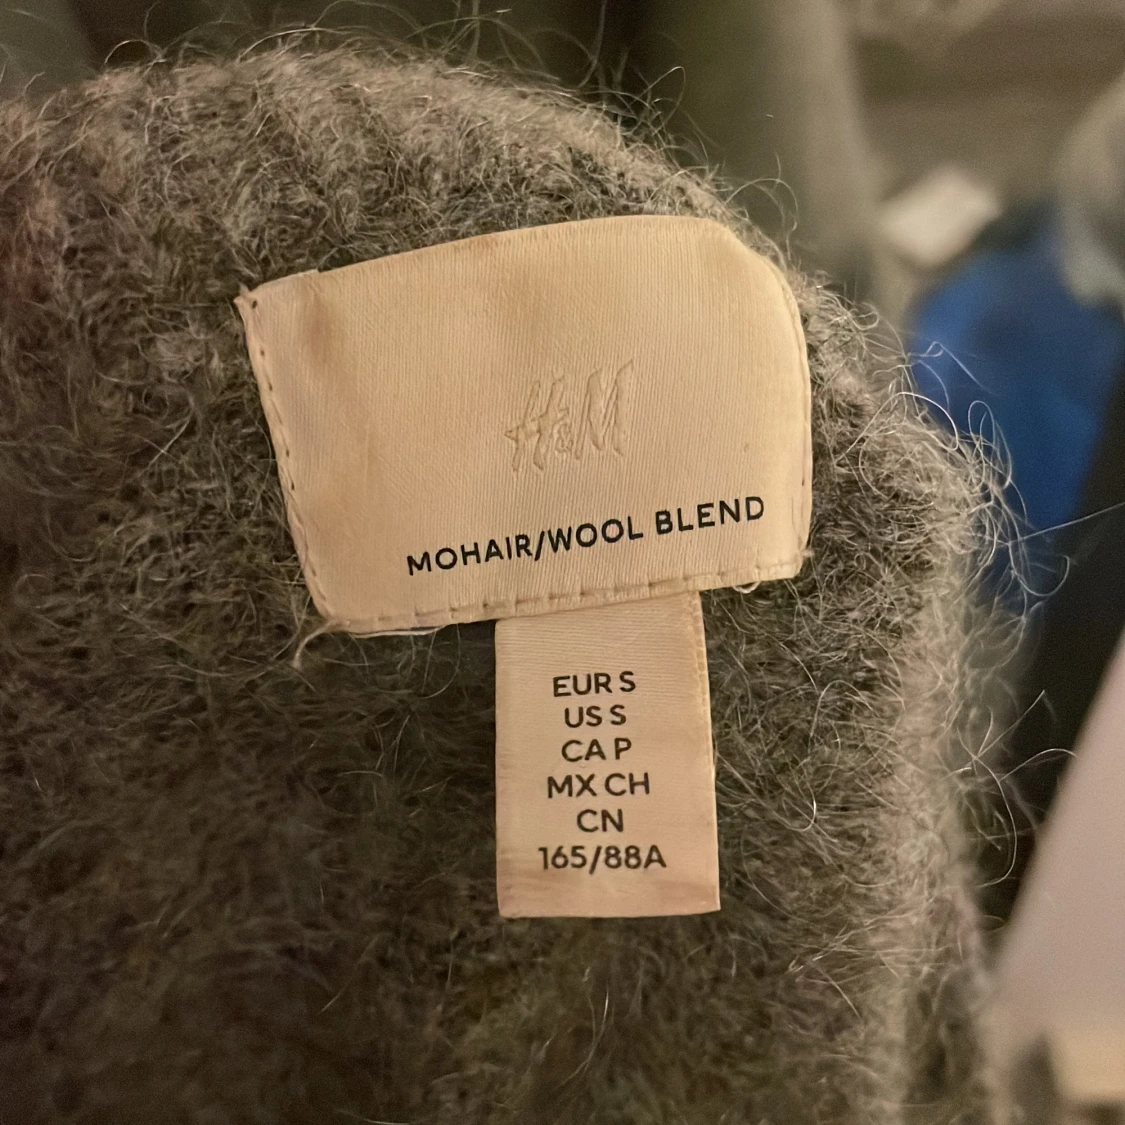 H&M
MOHAIR/WOOL BLEND
EUR S
US S
CA P
MX CH
CN
165/88A